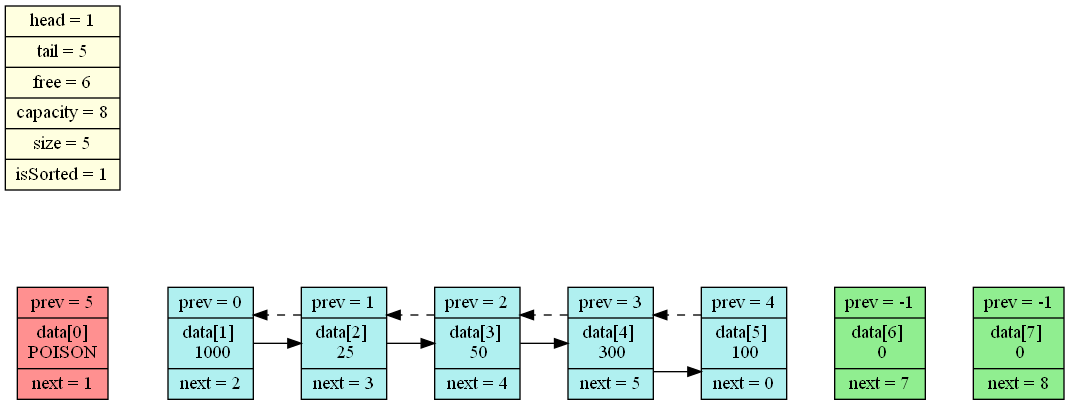 head = 1
tail = 5
free = 6
capacity = 8
size = 5
isSorted = 1
prev = 5
data[0]
POISON
next = 1
prev = 0
data[1]
1000
next = 2
prev = 1
data[2]
25
next = 3
prev = 2
data[3]
50
next = 4
prev = 3
data[4]
300
next = 5
prev = 4
data[5]
100
next = 0
prev = -1
data[6]
0
next = 7
prev = -1
data[7]
0
next = 8